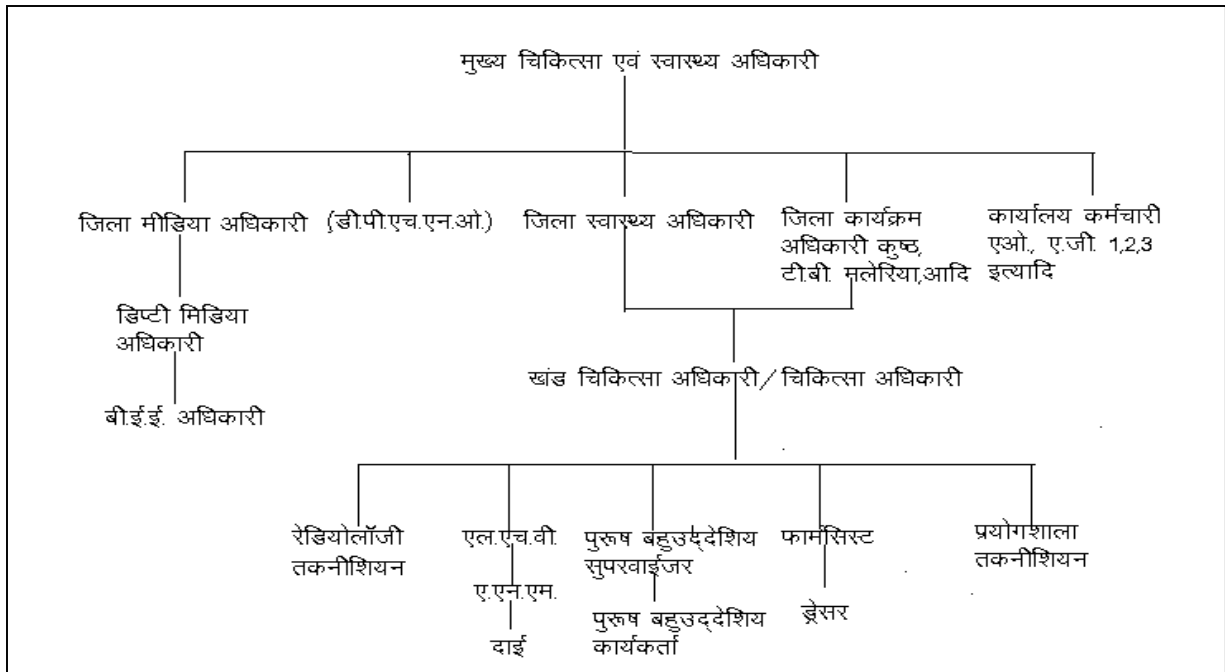 मुख्य चिकित्सा एवं स्वास्थ्य अधिकारी
जिला मीडिया अधिकारी
(डी.पी.एच.एन.ओ.)
जिला स्वास्थ्य अधिकारी
जिला कार्यक्रम
अधिकारी कुष्ठ,
टी.बी. मलेरिया,आदि
कार्यालय कर्मचारी
एओ., ए.जी. 1,2,3
इत्यादि
डिप्टी मिडिया
अधिकारी
बी.ई.ई. अधिकारी
खंड चिकित्सा अधिकारी/ चिकित्सा अधिकारी
रेडियोलॉजी
तकनीशियन
एल.एच.वी.
ए.एन.एम.
दाई
पुरूष बहुउद्देशिय
सुपरवाईजर
पुरूष बहुउद्देशिय
कार्यकर्ता
फार्मसिस्ट
ड्रेसर
प्रयोगशाला
तकनीशियन